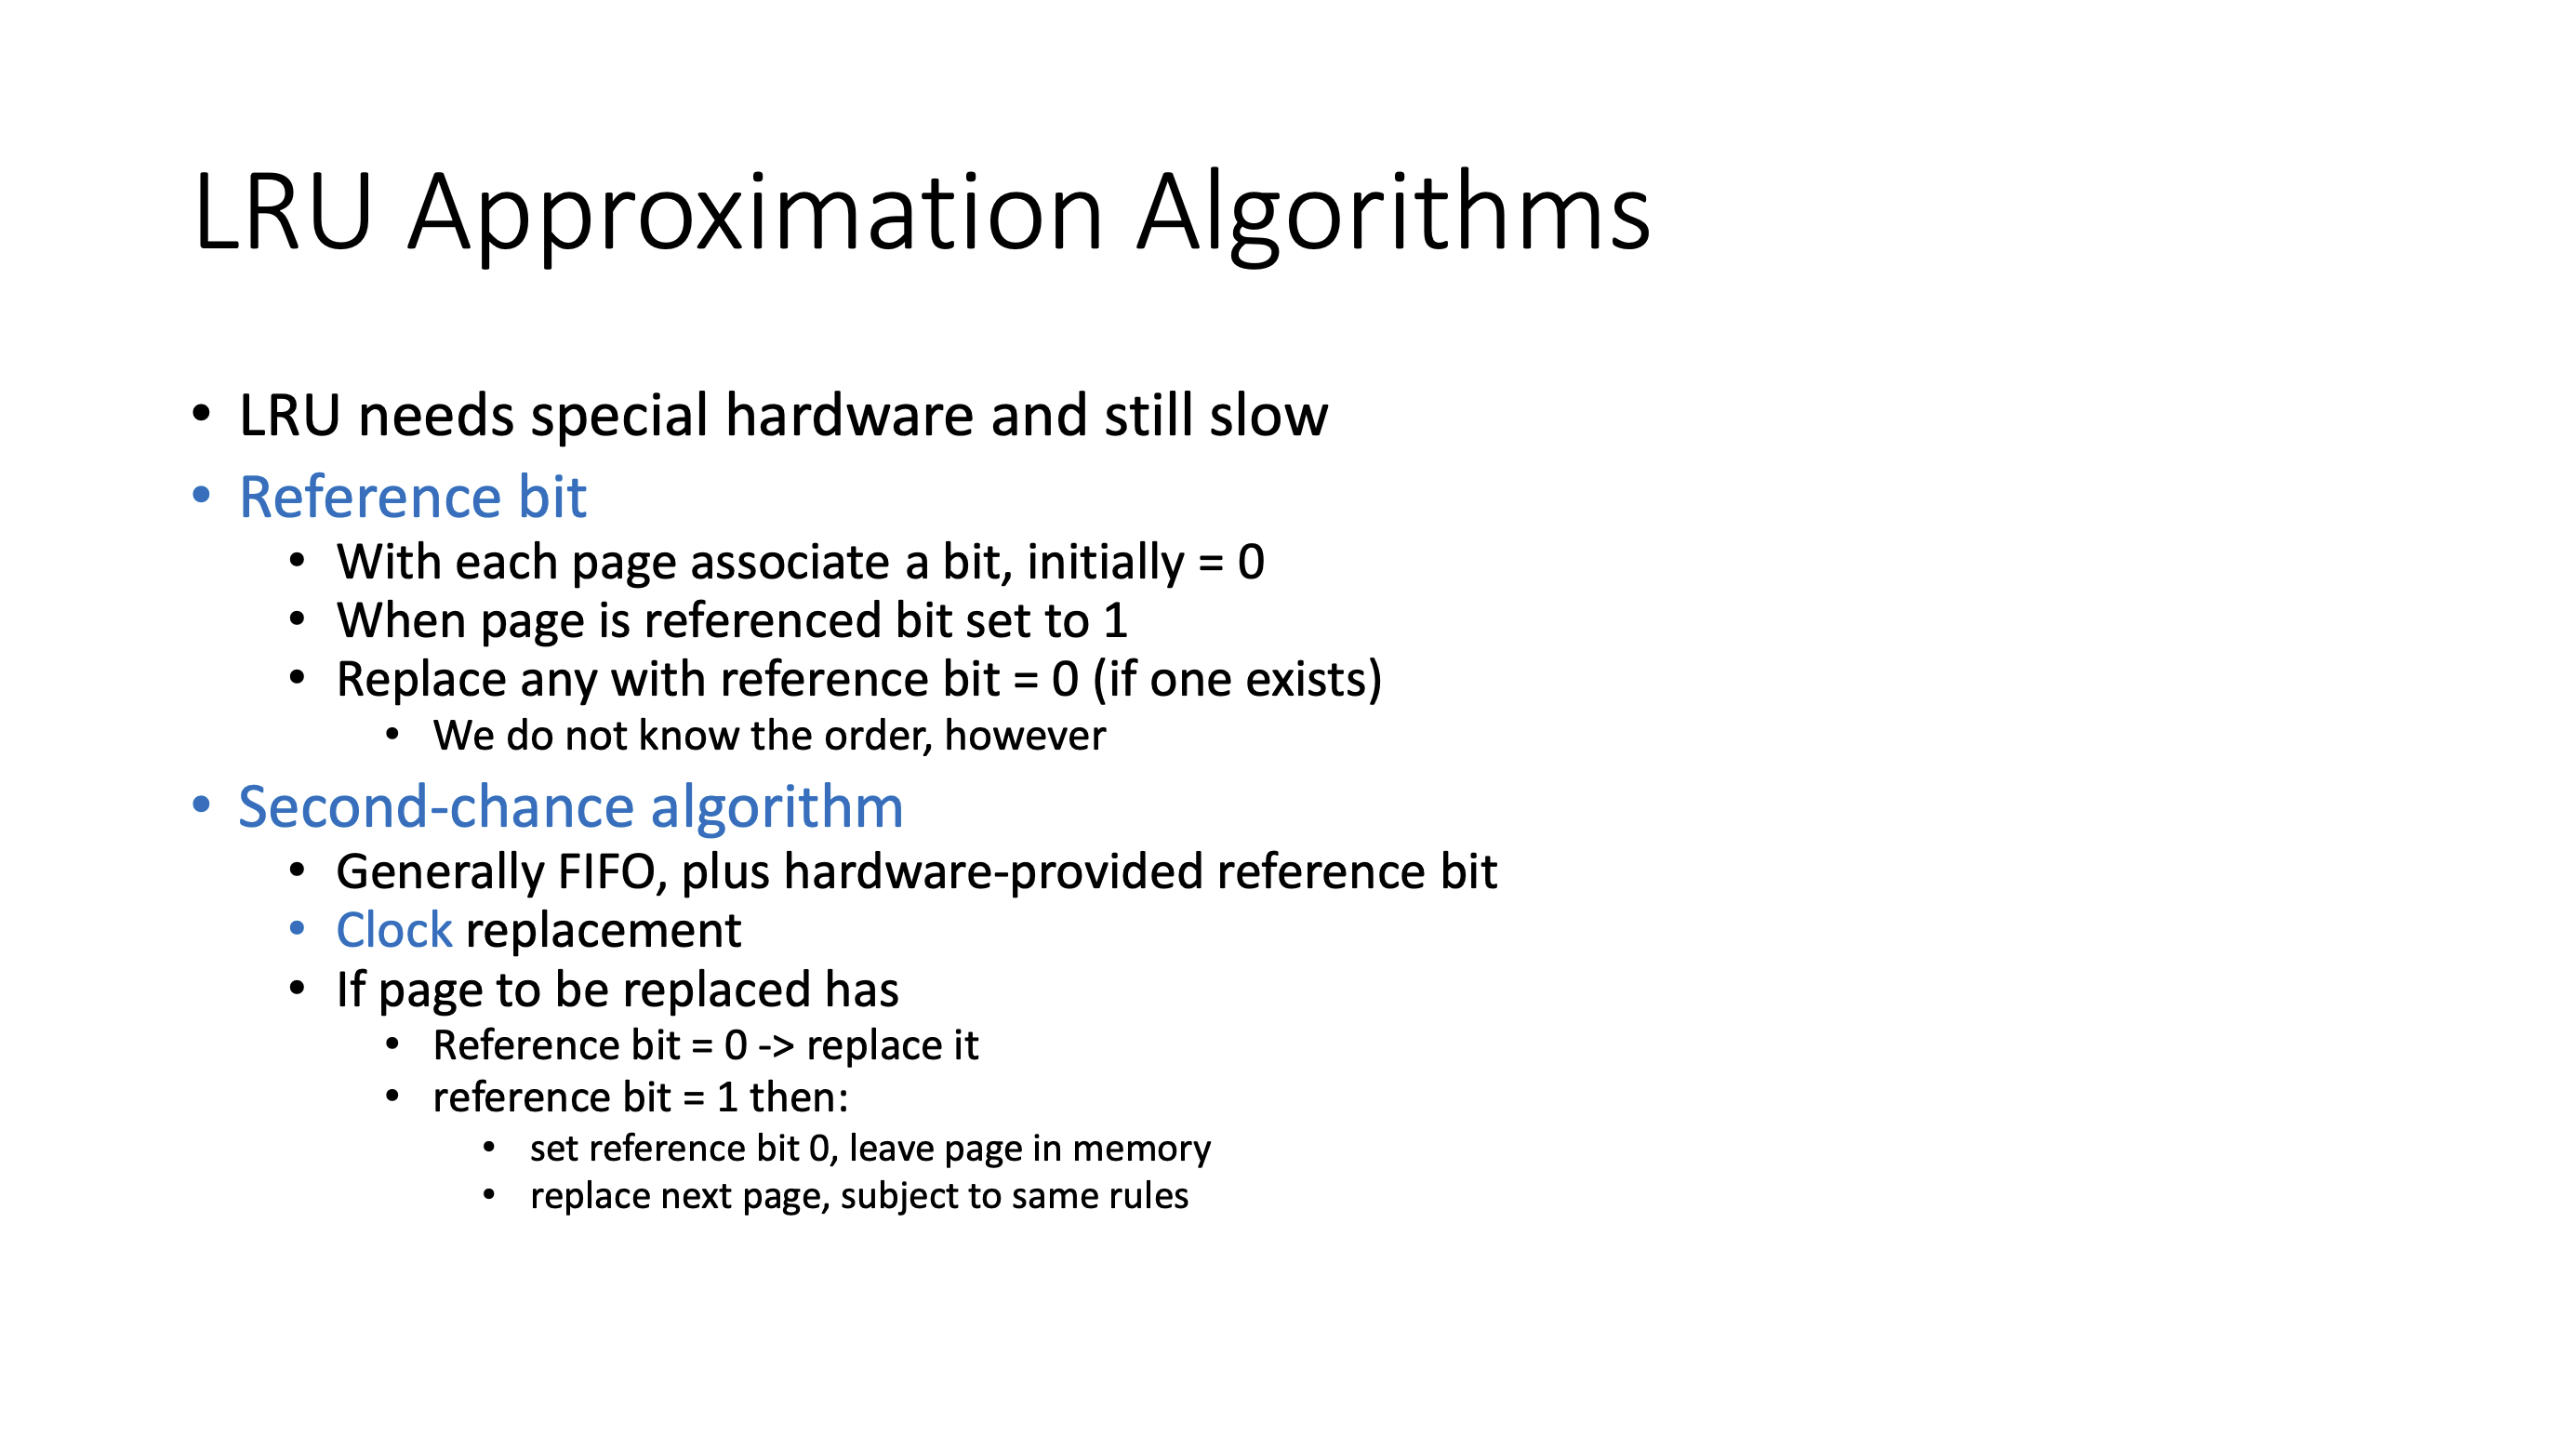 LRU Approximation Algorithms
• LRU needs special hardware and still slow
• Reference bit
• With each page associate a bit, initially = 0
• When page is referenced bit set to 1
• Replace any with reference bit = 0 (if one exists)
• We do not know the order, however
• Second-chance algorithm
• Generally FIFO, plus hardware-provided reference bit
• Clock replacement
• If page to be replaced has
• Reference bit = 0 -> replace it
• reference bit = 1 then:
• set reference bit 0, leave page in memory
• replace next page, subject to same rules